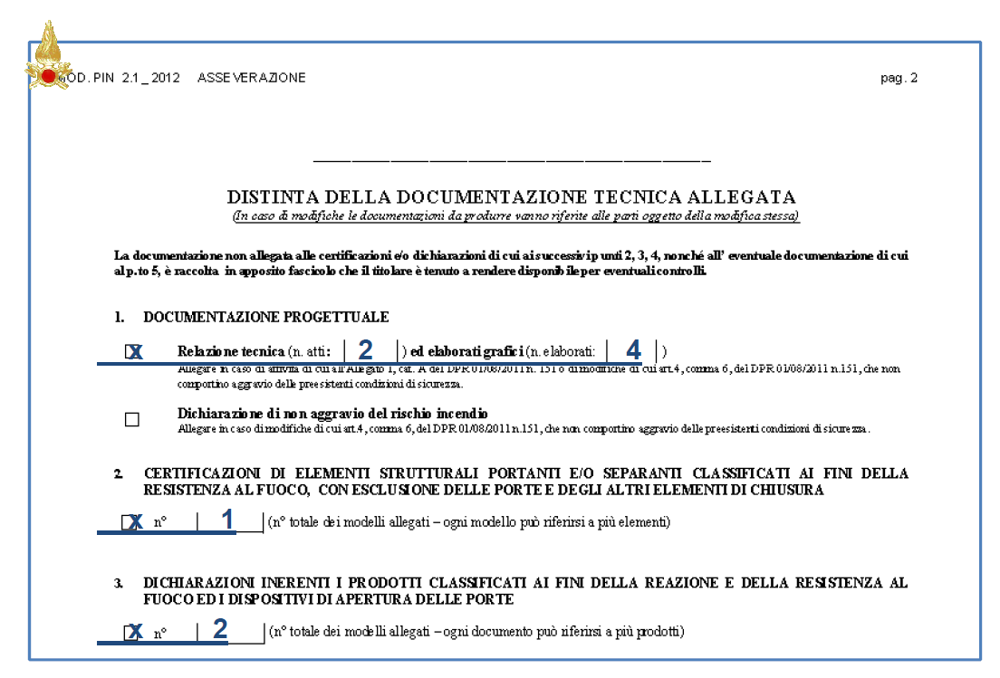 MOD. PIN 2.1_ 2012 ASSEVERAZIONE pag. 2
DISTINTA DELLA DOCUMENTAZIONE TECNICA ALLEGATA
(In caso di modifiche le documentazioni da produrre vanno riferite alle parti oggetto della modifica stessa)
La documentazione non allegata alle certificazioni e/o dichiarazioni di cui ai successivi punti 2, 3, 4, nonché all' eventuale documentazione di cui
al p.to 5, è raccolta in apposito fascicolo che il titolare è tenuto a rendere disponibile per eventuali controlli.
1. DOCUMENTAZIONE PROGETTUALE
X Relazione tecnica (n. atti: | 2 | ) ed elaborati grafici (n. elaborati: | 4 | )
Allegare in caso di attività di cui all'Allegato I, cat. A del DPR 01/08/2011 n. 151 o di modifiche di cui art.4, comma 6, del DPR 01/08/2011 n.151, che non
comportino aggravio delle preesistenti condizioni di sicurezza.
Dichiarazione di non aggravio del rischio incendio
Allegare in caso di modifiche di cui art.4, comma 6, del DPR 01/08/2011 n.151, che non comportino aggravio delle preesistenti condizioni di sicurezza.
2. CERTIFICAZIONI DI ELEMENTI STRUTTURALI PORTANTI E/O SEPARANTI CLASSIFICATI AI FINI DELLA
RESISTENZA AL FUOCO, CON ESCLUSIONE DELLE PORTE E DEGLI ALTRI ELEMENTI DI CHIUSURA
X n° | 1 | (n° totale dei modelli allegati – ogni modello può riferirsi a più elementi)
3. DICHIARAZIONI INERENTI I PRODOTTI CLASSIFICATI AI FINI DELLA REAZIONE E DELLA RESISTENZA AL
FUOCO ED I DISPOSITIVI DI APERTURA DELLE PORTE
X n° | 2 | (n° totale dei modelli allegati – ogni documento può riferirsi a più prodotti)